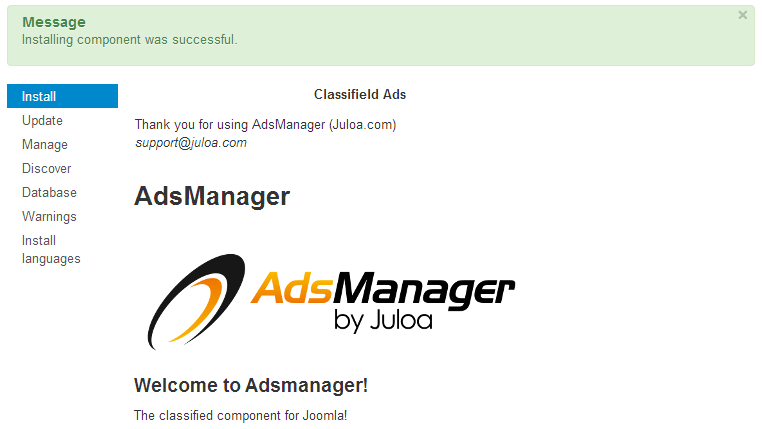 Message
Installing component was successful.
×
Install
Update
Manage
Discover
Database
Warnings
Install
languages
Classifield Ads
Thank you for using AdsManager (Juloa.com)
support@juloa.com
AdsManager
AdsManager
by Juloa
Welcome to Adsmanager!
The classified component for Joomla!